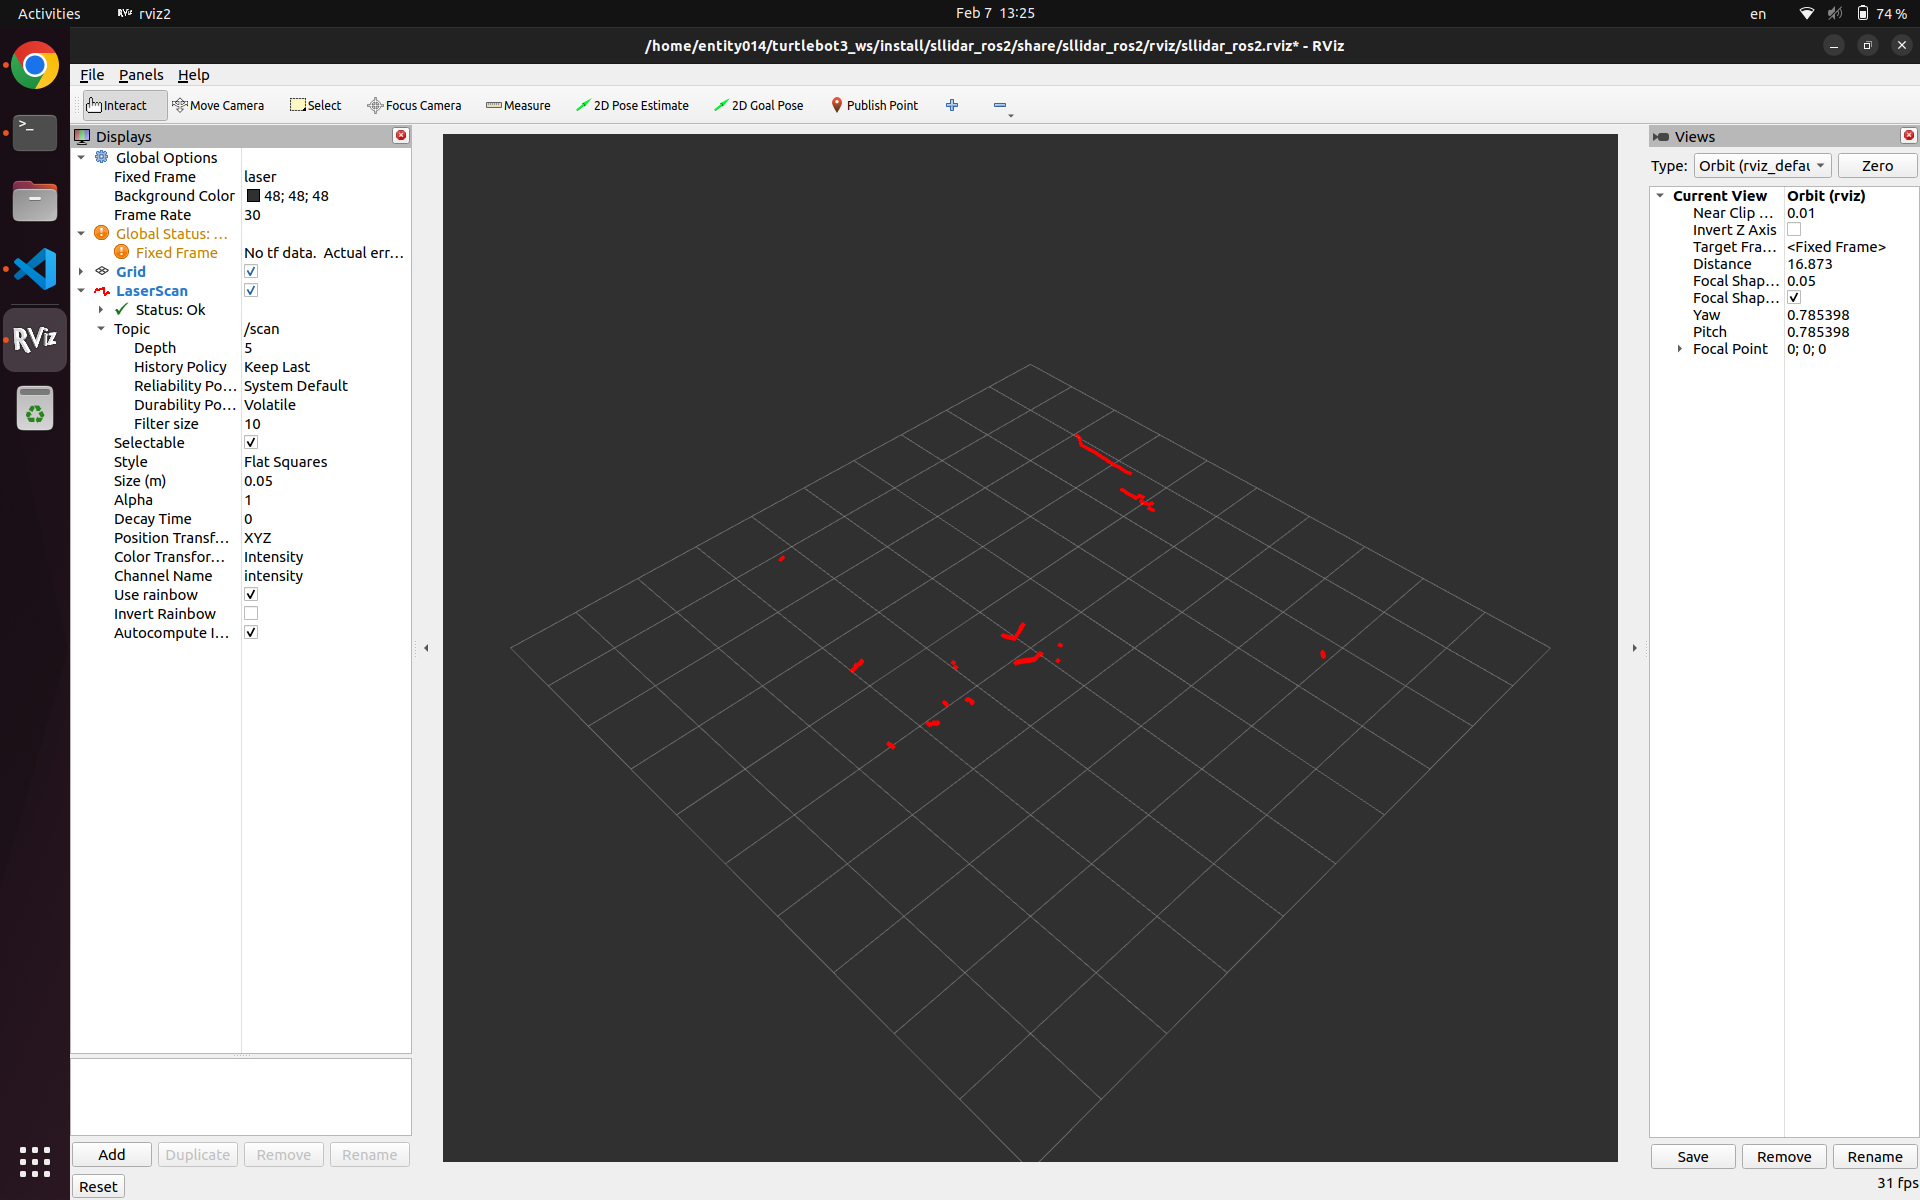 Activities
RViz rviz2
Feb 7 13:25
en
74 %
/home/entity014/turtlebot3_ws/install/sllidar_ros2/share/sllidar_ros2/rviz/sllidar_ros2.rviz* - RViz
File Panels Help
Interact Move Camera Select Focus Camera Measure 2D Pose Estimate 2D Goal Pose Publish Point
>_
RViz
Displays
Global Options
Fixed Frame laser
Background Color 48; 48; 48
Frame Rate 30
Global Status: ...
Fixed Frame No tf data. Actual err...
Grid
LaserScan
Status: Ok
Topic /scan
Depth 5
History Policy Keep Last
Reliability Po... System Default
Durability Po... Volatile
Filter size 10
Selectable
Style Flat Squares
Size (m) 0.05
Alpha 1
Decay Time 0
Position Transf... XYZ
Color Transfor... Intensity
Channel Name intensity
Use rainbow
Invert Rainbow
Autocompute I...
Add Duplicate Remove Rename
Reset
Views
Type: Orbit (rviz_defau Zero
Current View Orbit (rviz)
Near Clip ... 0.01
Invert Z Axis
Target Fra... <Fixed Frame>
Distance 16.873
Focal Shap... 0.05
Focal Shap...
Yaw 0.785398
Pitch 0.785398
Focal Point 0; 0; 0
Save Remove Rename
31 fps